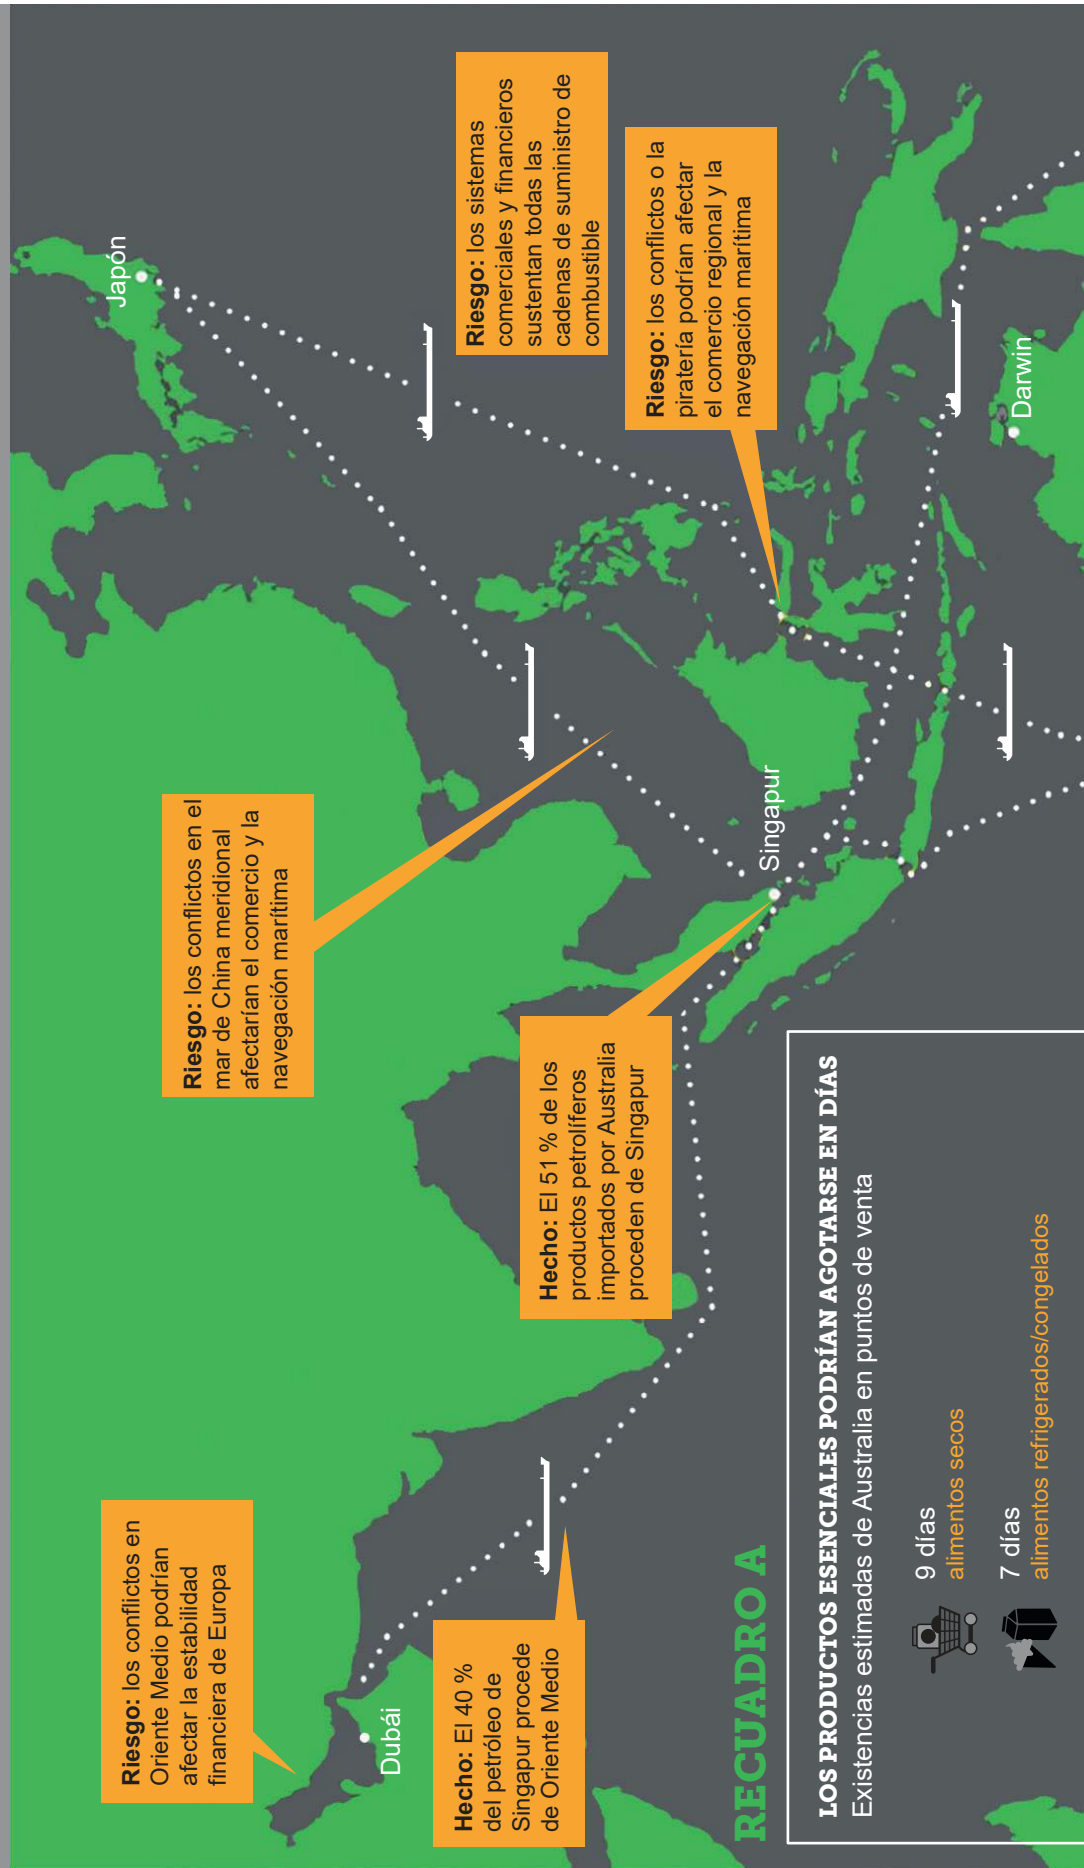 Riesgo: los conflictos en
Oriente Medio podrían
afectar la estabilidad
financiera de Europa
Riesgo: los conflictos en el
mar de China meridional
afectarían el comercio y la
navegación marítima
Japón
Riesgo: los sistemas
comerciales y financieros
sustentan todas las
cadenas de suministro de
combustible
Dubái
Hecho: El 40 %
del petróleo de
Singapur procede
de Oriente Medio
Hecho: El 51 % de los
productos petrolíferos
importados por Australia
proceden de Singapur
Singapur
Riesgo: los conflictos o la
piratería podrían afectar
el comercio regional y la
navegación marítima
Darwin
RECUADRO A
LOS PRODUCTOS ESENCIALES PODRÍAN AGOTARSE EN DÍAS
Existencias estimadas de Australia en puntos de venta
9 días
alimentos secos
7 días
alimentos refrigerados/congelados